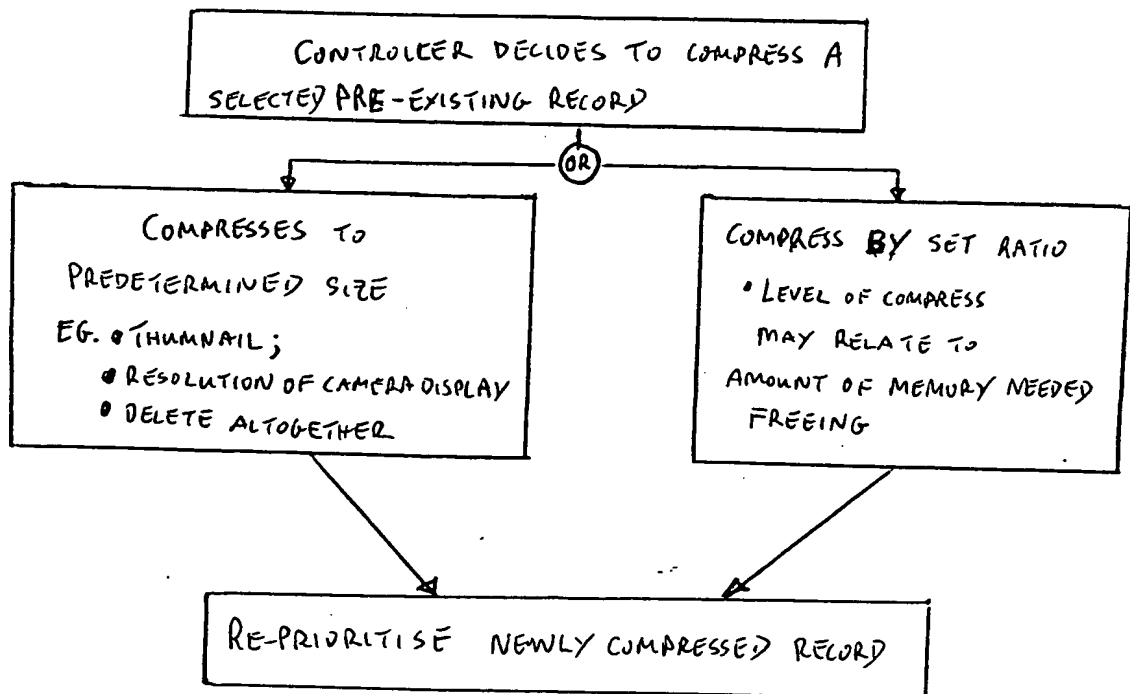 CONTROLLER DECIDES TO COMPRESS A
SELECTED PRE-EXISTING RECORD
OR
COMPRESSES TO
PREDETERMINED SIZE
EG. • THUMNAIL;
• RESOLUTION OF CAMERA DISPLAY
• DELETE ALTOGETHER
COMPRESS BY SET RATIO
• LEVEL OF COMPRESS
MAY RELATE TO
AMOUNT OF MEMORY NEEDED
FREEING
RE-PRIORITISE NEWLY COMPRESSED RECORD